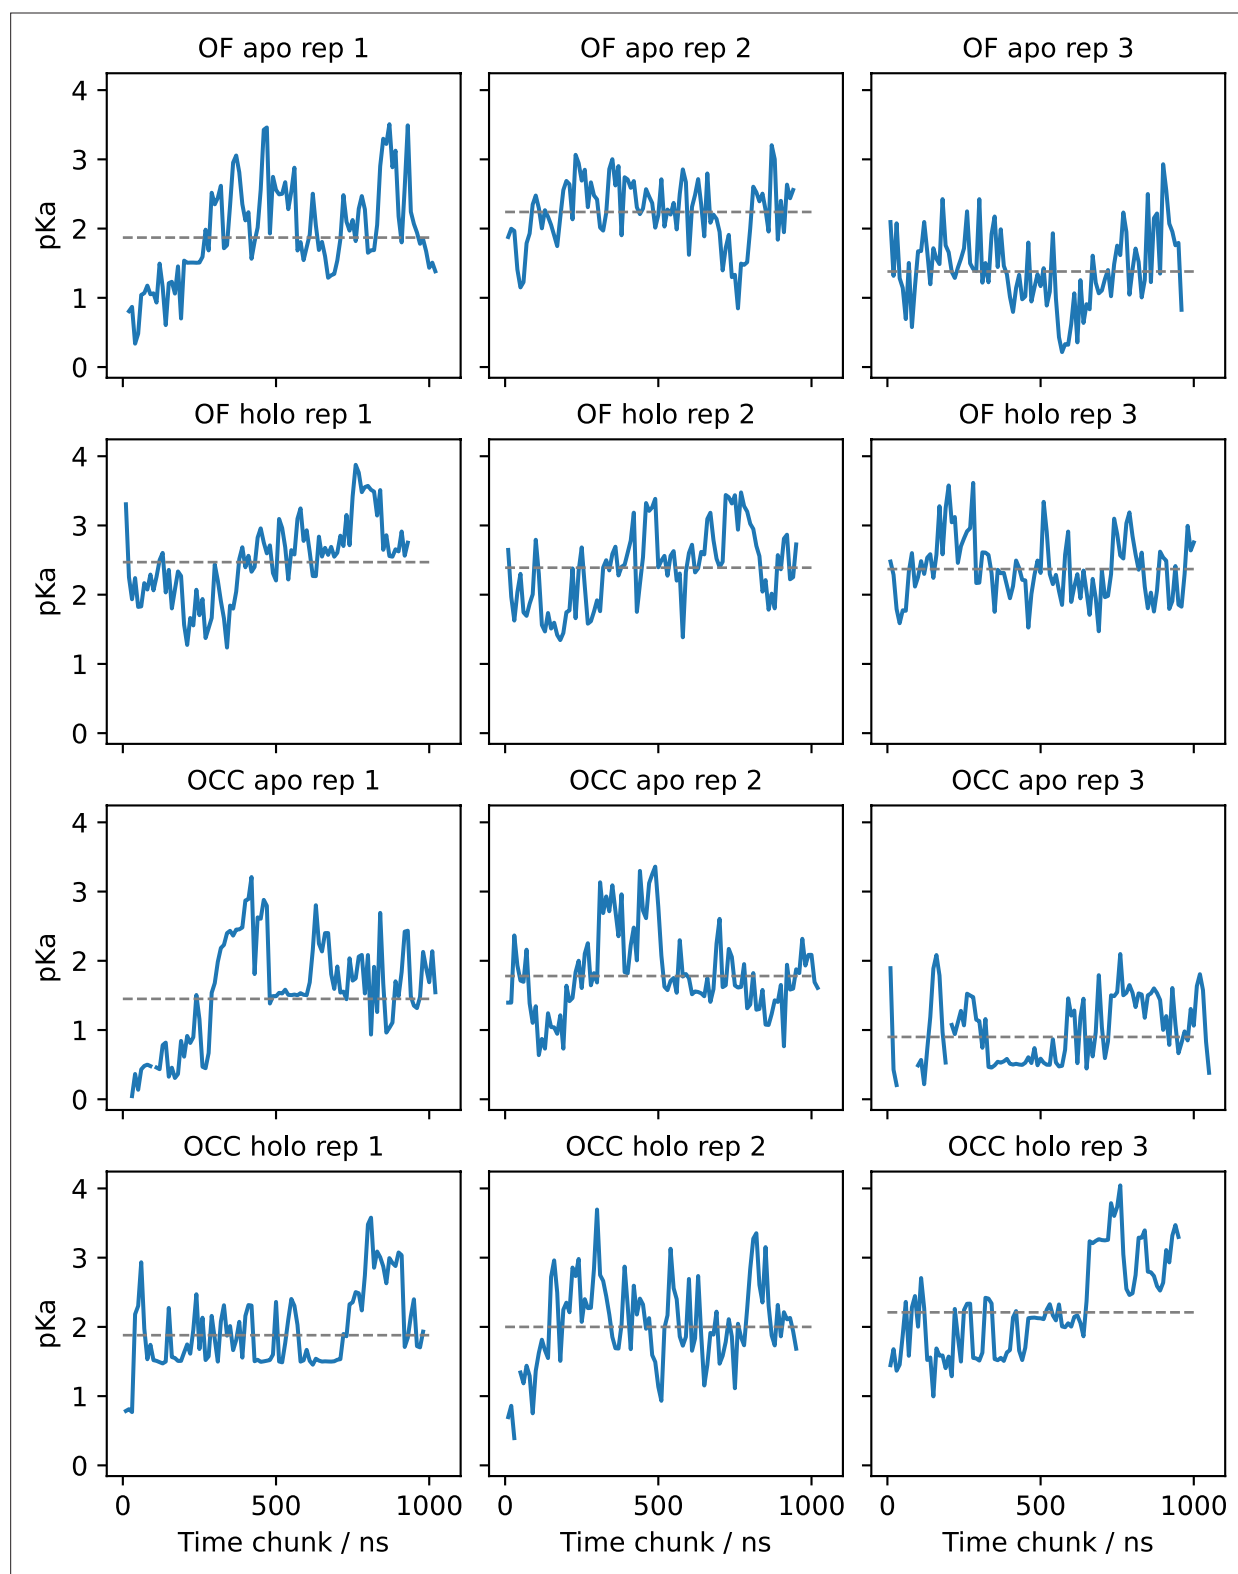 OF apo rep 1
OF apo rep 2
OF apo rep 3
4
3
2
1
0
pKa
OF holo rep 1
OF holo rep 2
OF holo rep 3
4
3
2
1
0
pKa
OCC apo rep 1
OCC apo rep 2
OCC apo rep 3
4
3
2
1
0
pKa
OCC holo rep 1
OCC holo rep 2
OCC holo rep 3
4
3
2
1
0
pKa
0 500 1000
0 500 1000
0 500 1000
Time chunk / ns
Time chunk / ns
Time chunk / ns